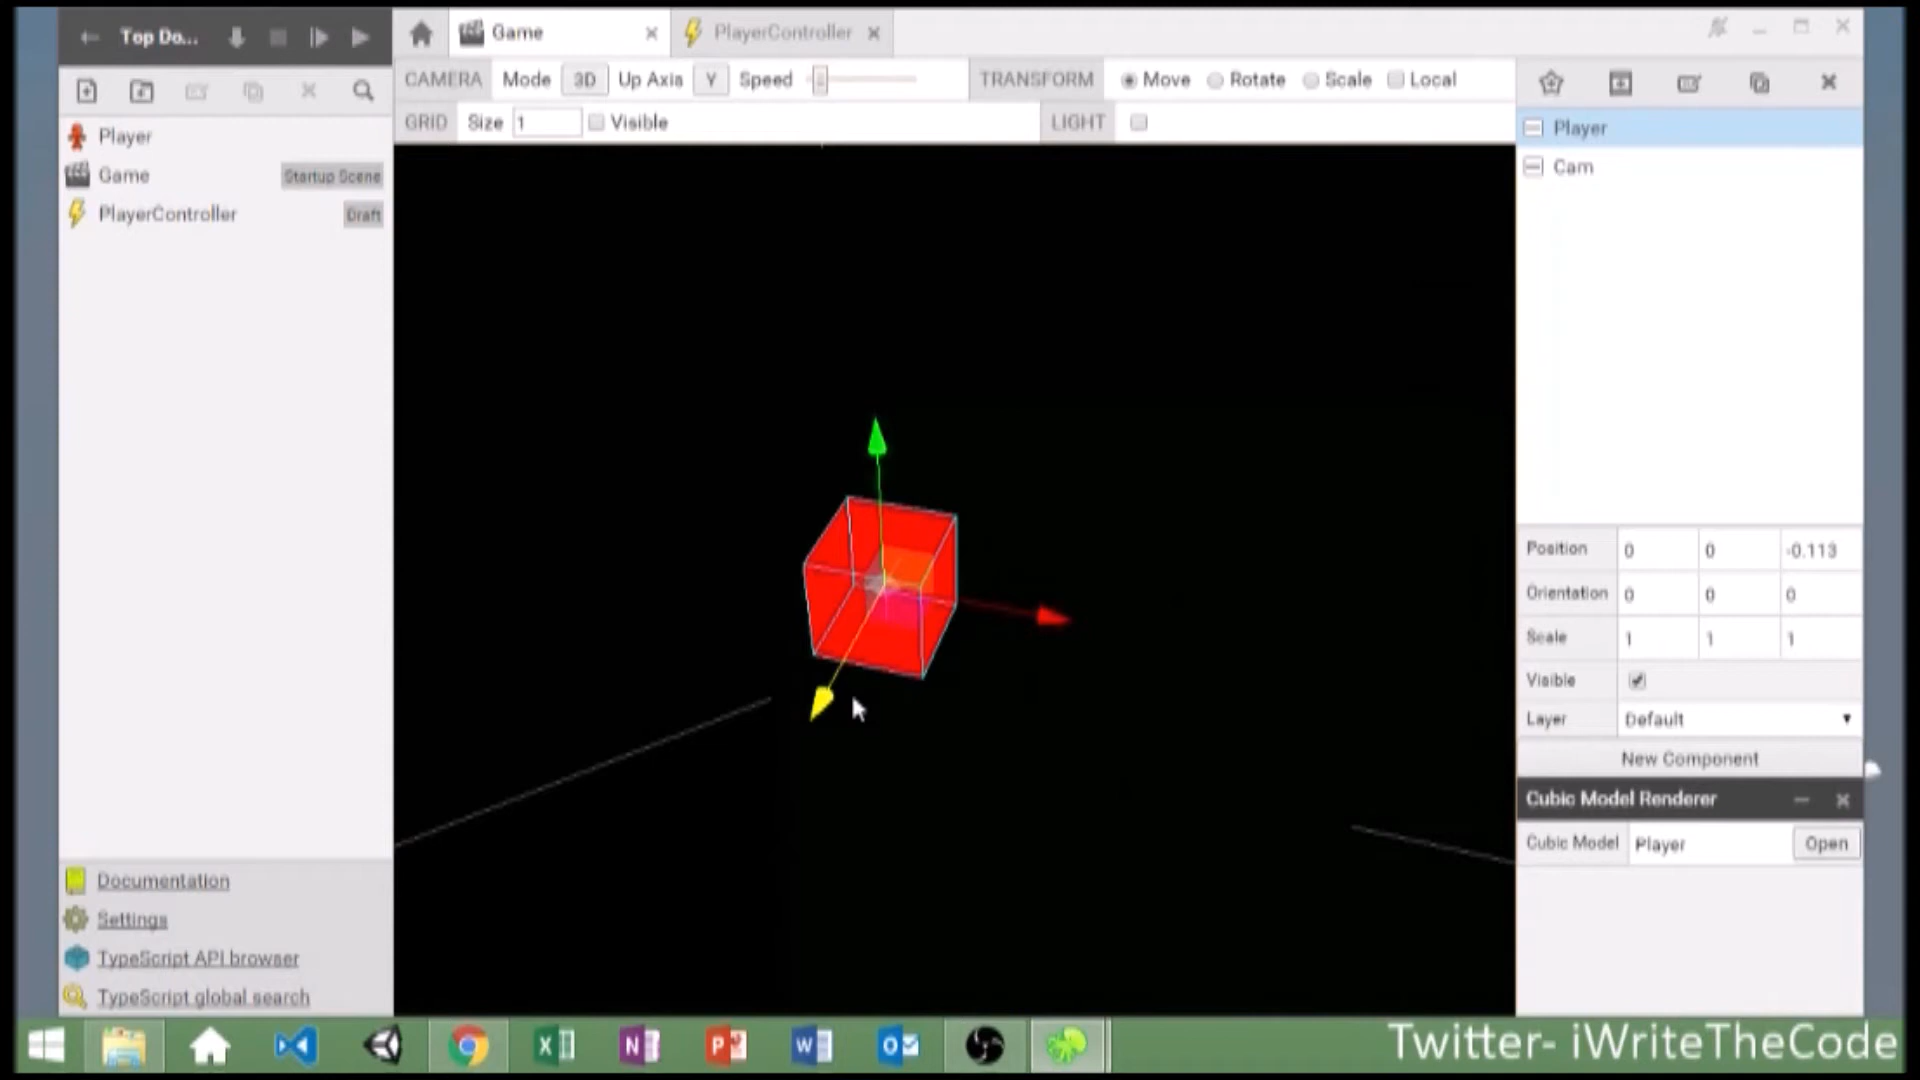 Top Do...
Game
PlayerController
CAMERA Mode 3D Up Axis Y Speed
TRANSFORM Move Rotate Scale Local
GRID Size 1 Visible
LIGHT
Player
Game Startup Scene
PlayerController Draft
Documentation
Settings
TypeScript API browser
TypeScript global search
Player
Cam
Position 0 0 -0.113
Orientation 0 0 0
Scale 1 1 1
Visible
Layer Default
New Component
Cubic Model Renderer
Cubic Model Player Open
Twitter- iWriteTheCode